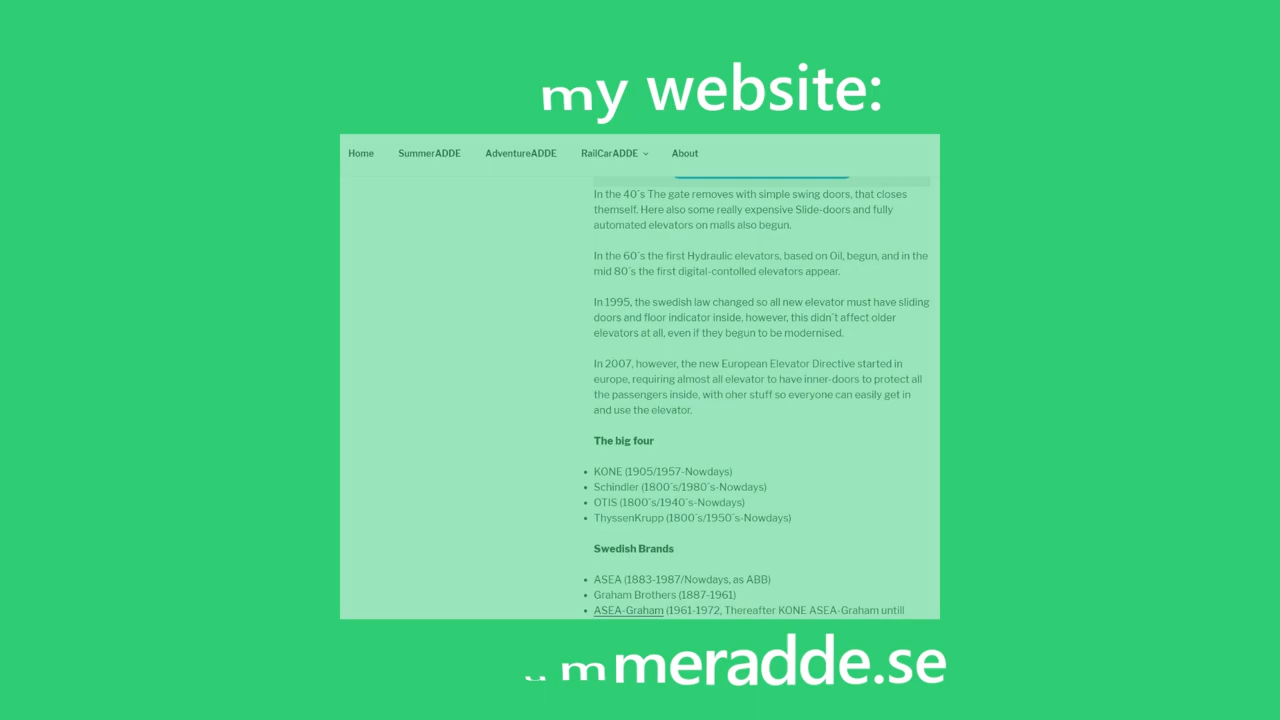 my website:
Home SummerADDE AdventureADDE RailCarADDE About
In the 40´s The gate removes with simple swing doors, that closes
themself. Here also some really expensive Slide-doors and fully
automated elevators on malls also begun.
In the 60´s the first Hydraulic elevators, based on Oil, begun, and in the
mid 80´s the first digital-contolled elevators appear.
In 1995, the swedish law changed so all new elevator must have sliding
doors and floor indicator inside, however, this didn´t affect older
elevators at all, even if they begun to be modernised.
In 2007, however, the new European Elevator Directive started in
europe, requiring almost all elevator to have inner-doors to protect all
the passengers inside, with oher stuff so everyone can easily get in
and use the elevator.
The big four
• KONE (1905/1957-Nowdays)
• Schindler (1800´s/1980´s-Nowdays)
• OTIS (1800´s/1940´s-Nowdays)
• ThyssenKrupp (1800´s/1950´s-Nowdays)
Swedish Brands
• ASEA (1883-1987/Nowdays, as ABB)
• Graham Brothers (1887-1961)
• ASEA-Graham (1961-1972, Thereafter KONE ASEA-Graham untill
ummeradde.se